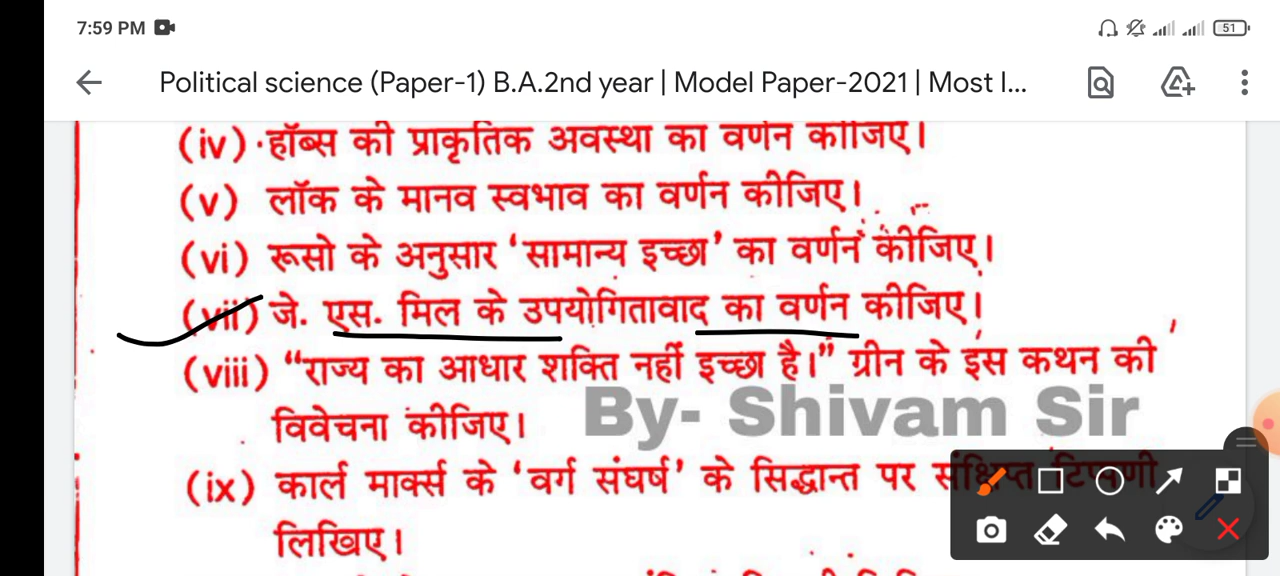 7:59 PM
51
Political science (Paper-1) B.A.2nd year | Model Paper-2021 | Most I...
(iv) हॉब्स की प्राकृतिक अवस्था का वर्णन कीजिए।
(v) लॉक के मानव स्वभाव का वर्णन कीजिए।
(vi) रूसो के अनुसार ‘सामान्य इच्छा’ का वर्णन कीजिए।
(vii) जे. एस. मिल के उपयोगितावाद का वर्णन कीजिए।
(viii) “राज्य का आधार शक्ति नहीं इच्छा है।” ग्रीन के इस कथन की
विवेचना कीजिए।
By- Shivam Sir
(ix) कार्ल मार्क्स के ‘वर्ग संघर्ष’ के सिद्धान्त पर संक्षिप्त टिप्पणी
लिखिए।